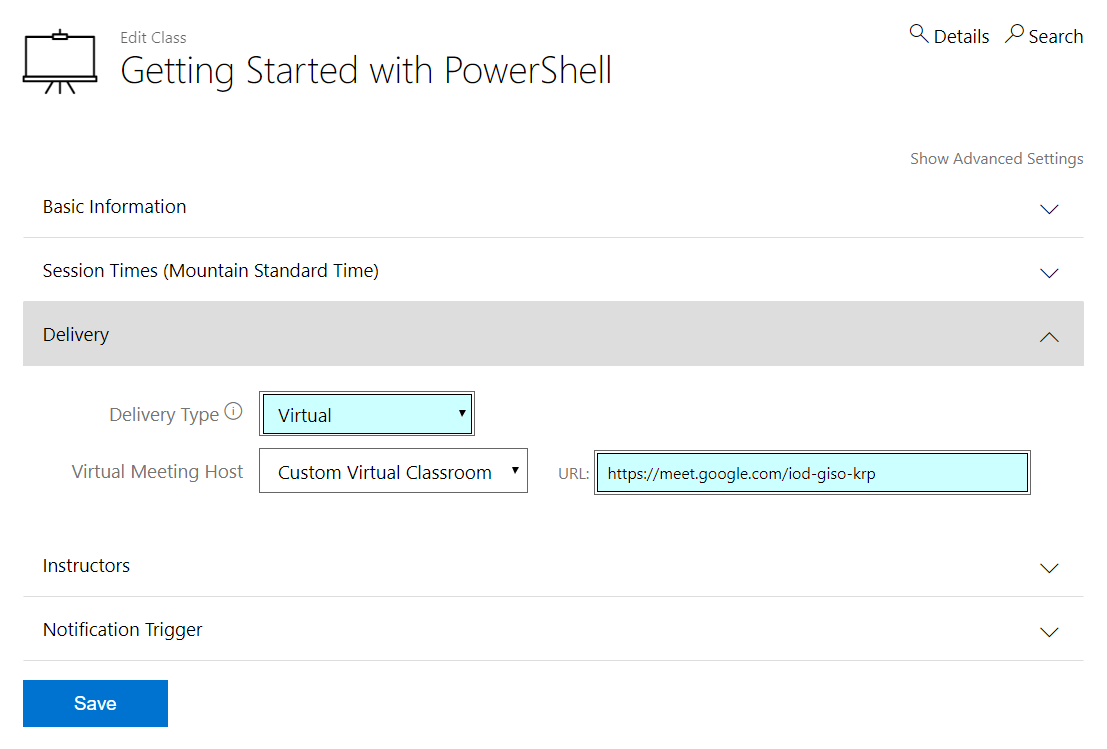 Edit Class
Getting Started with PowerShell
Details Search
Show Advanced Settings
Basic Information
Session Times (Mountain Standard Time)
Delivery
Delivery Type Virtual
Virtual Meeting Host Custom Virtual Classroom URL: https://meet.google.com/iod-giso-krp
Instructors
Notification Trigger
Save